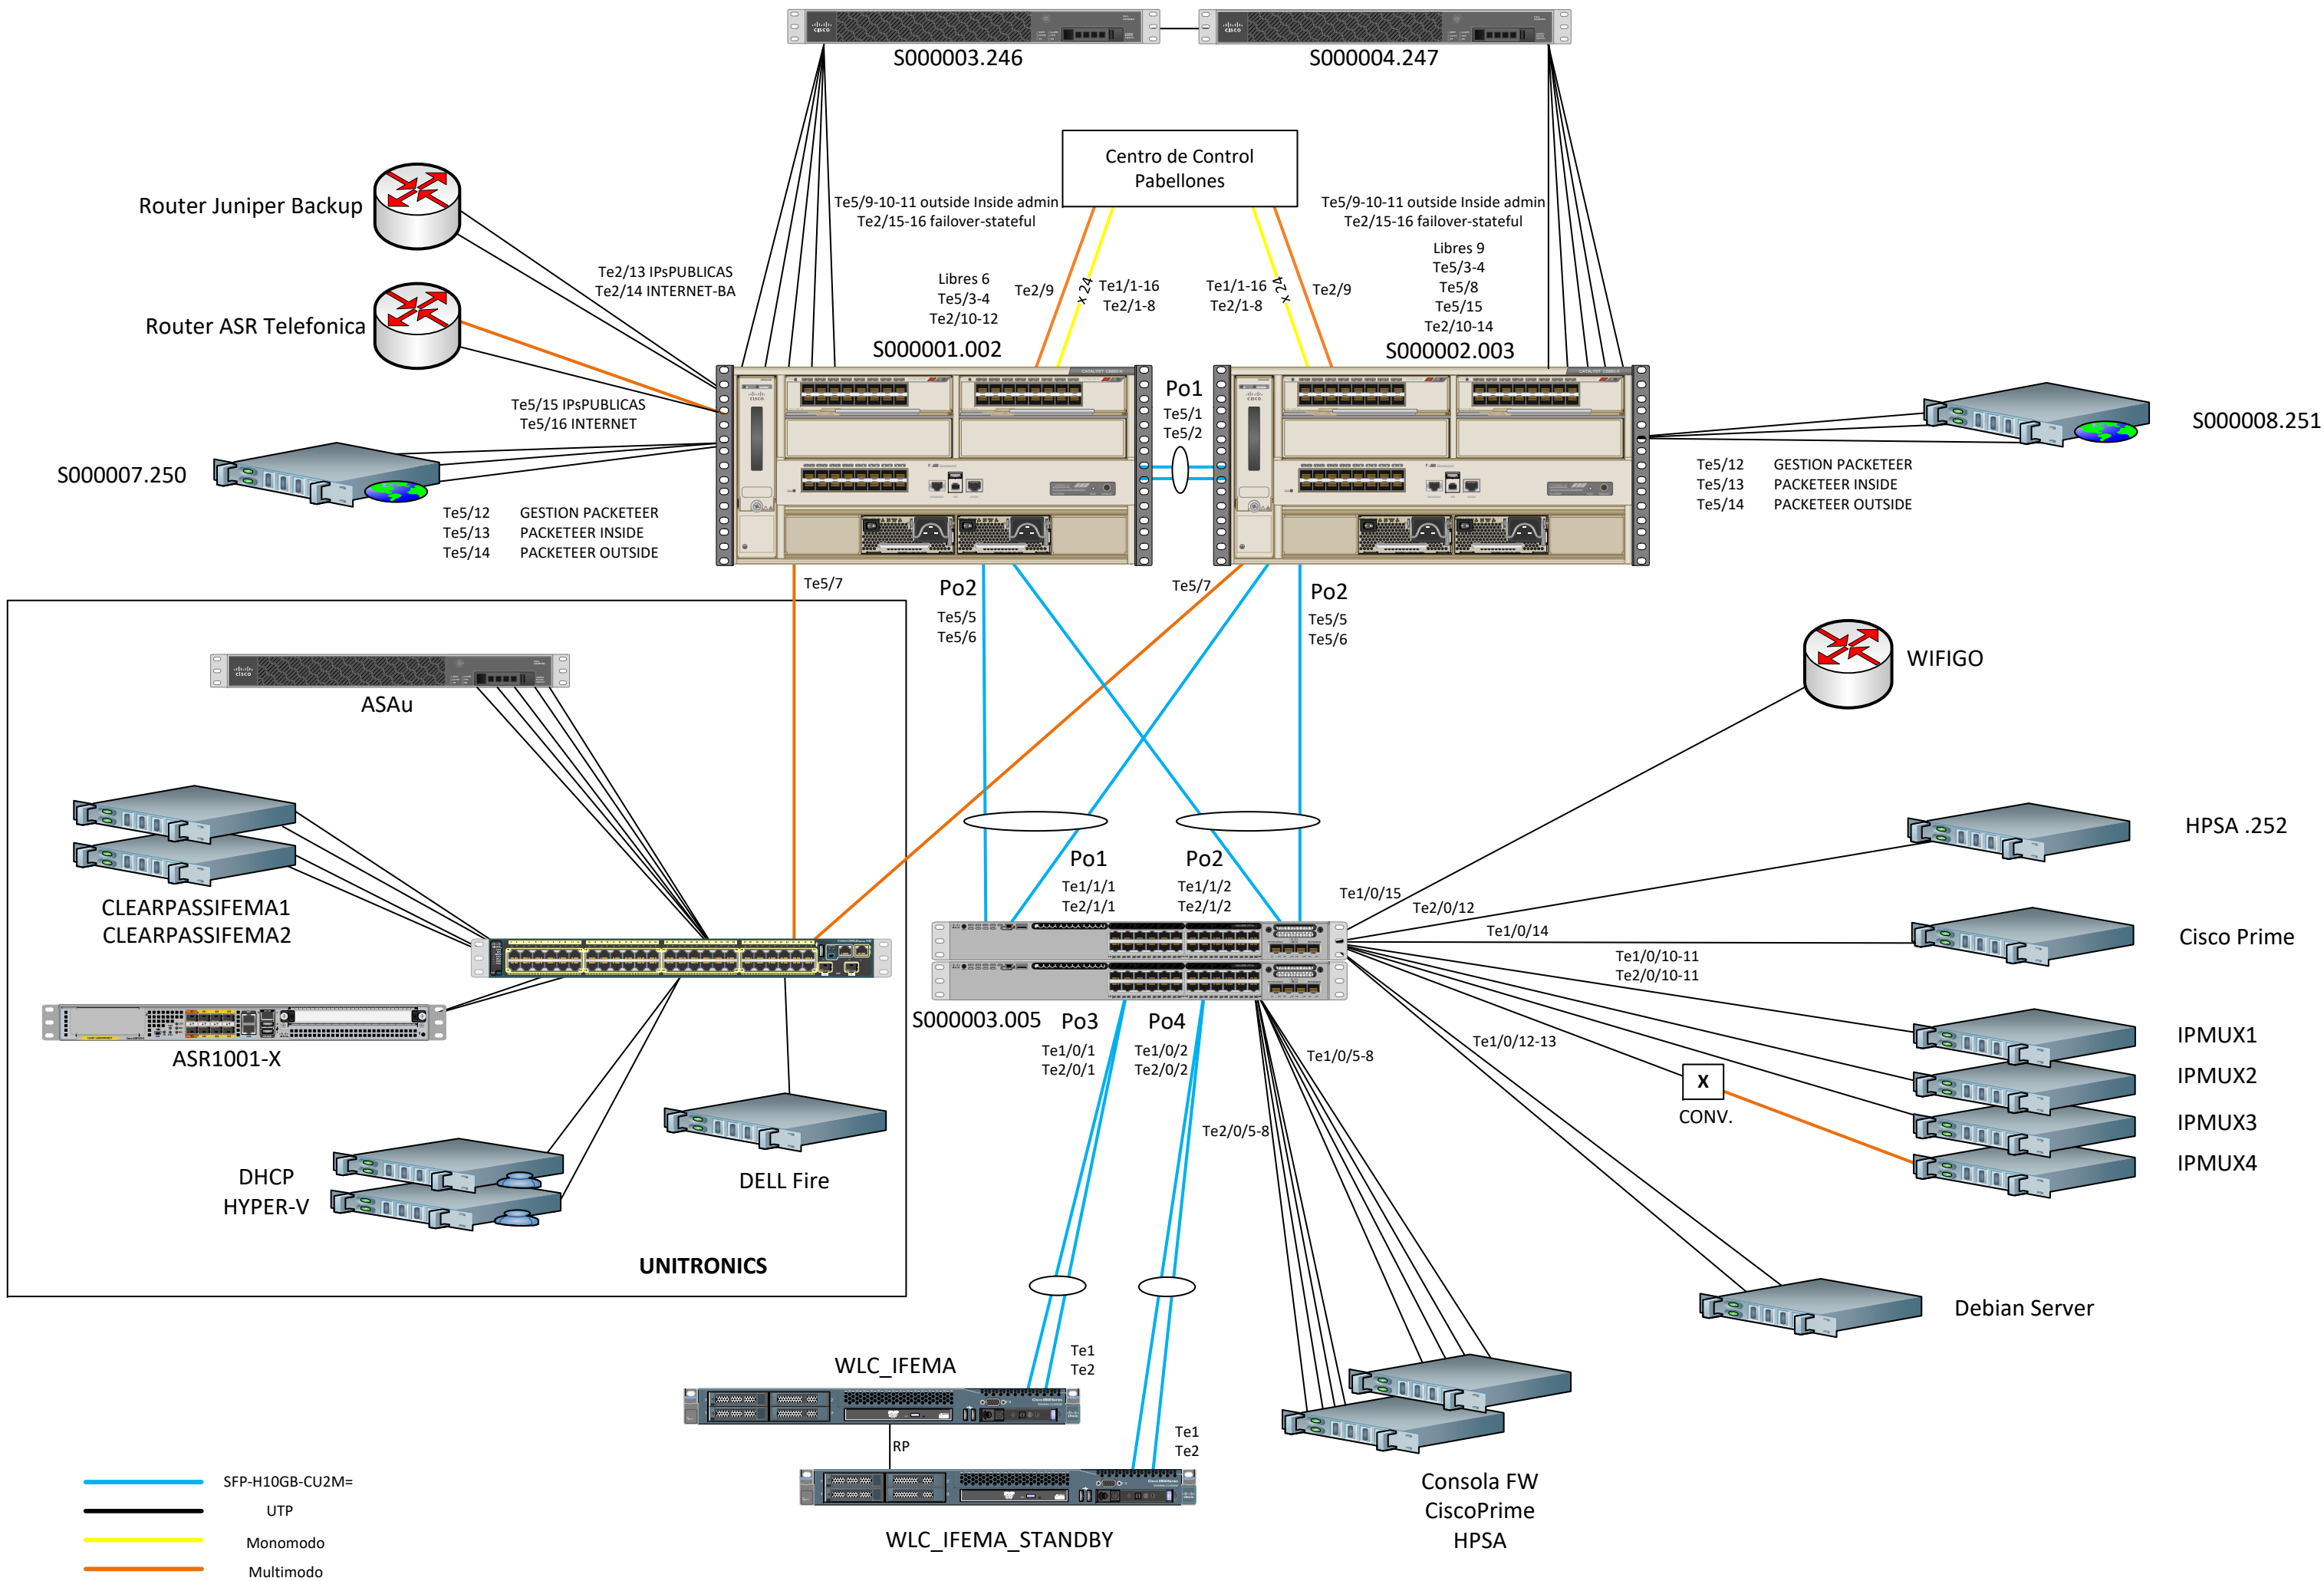 S000003.246
S000004.247
Centro de Control
Pabellones
Router Juniper Backup
Te5/9-10-11 outside Inside admin
Te2/15-16 failover-stateful
Te5/9-10-11 outside Inside admin
Te2/15-16 failover-stateful
Te2/13 IPsPUBLICAS
Te2/14 INTERNET-BA
Libres 6
Te5/3-4
Te2/10-12
Te2/9
x 24
Te1/1-16
Te2/1-8
Te1/1-16
Te2/1-8
x 24
Te2/9
Libres 9
Te5/3-4
Te5/8
Te5/15
Te2/10-14
Router ASR Telefonica
S000001.002
S000002.003
CATALYST C6880-X
CATALYST C6880-X
Te5/15 IPsPUBLICAS
Te5/16 INTERNET
Po1
Te5/1
Te5/2
S000007.250
S000008.251
Te5/12 GESTION PACKETEER
Te5/13 PACKETEER INSIDE
Te5/14 PACKETEER OUTSIDE
Te5/12 GESTION PACKETEER
Te5/13 PACKETEER INSIDE
Te5/14 PACKETEER OUTSIDE
Te5/7
Po2
Te5/5
Te5/6
Te5/7
Po2
Te5/5
Te5/6
ASAu
WIFIGO
CLEARPASSIFEMA1
CLEARPASSIFEMA2
HPSA .252
Po1
Te1/1/1
Te2/1/1
Po2
Te1/1/2
Te2/1/2
Te1/0/15
Te2/0/12
Te1/0/14
Cisco Prime
Te1/0/10-11
Te2/0/10-11
ASR1001-X
S000003.005
Po3
Te1/0/1
Te2/0/1
Po4
Te1/0/2
Te2/0/2
Te1/0/5-8
Te1/0/12-13
X
CONV.
IPMUX1
IPMUX2
IPMUX3
IPMUX4
Te2/0/5-8
DHCP
HYPER-V
DELL Fire
UNITRONICS
Debian Server
WLC_IFEMA
Te1
Te2
RP
Te1
Te2
WLC_IFEMA_STANDBY
Consola FW
CiscoPrime
HPSA
SFP-H10GB-CU2M=
UTP
Monomodo
Multimodo